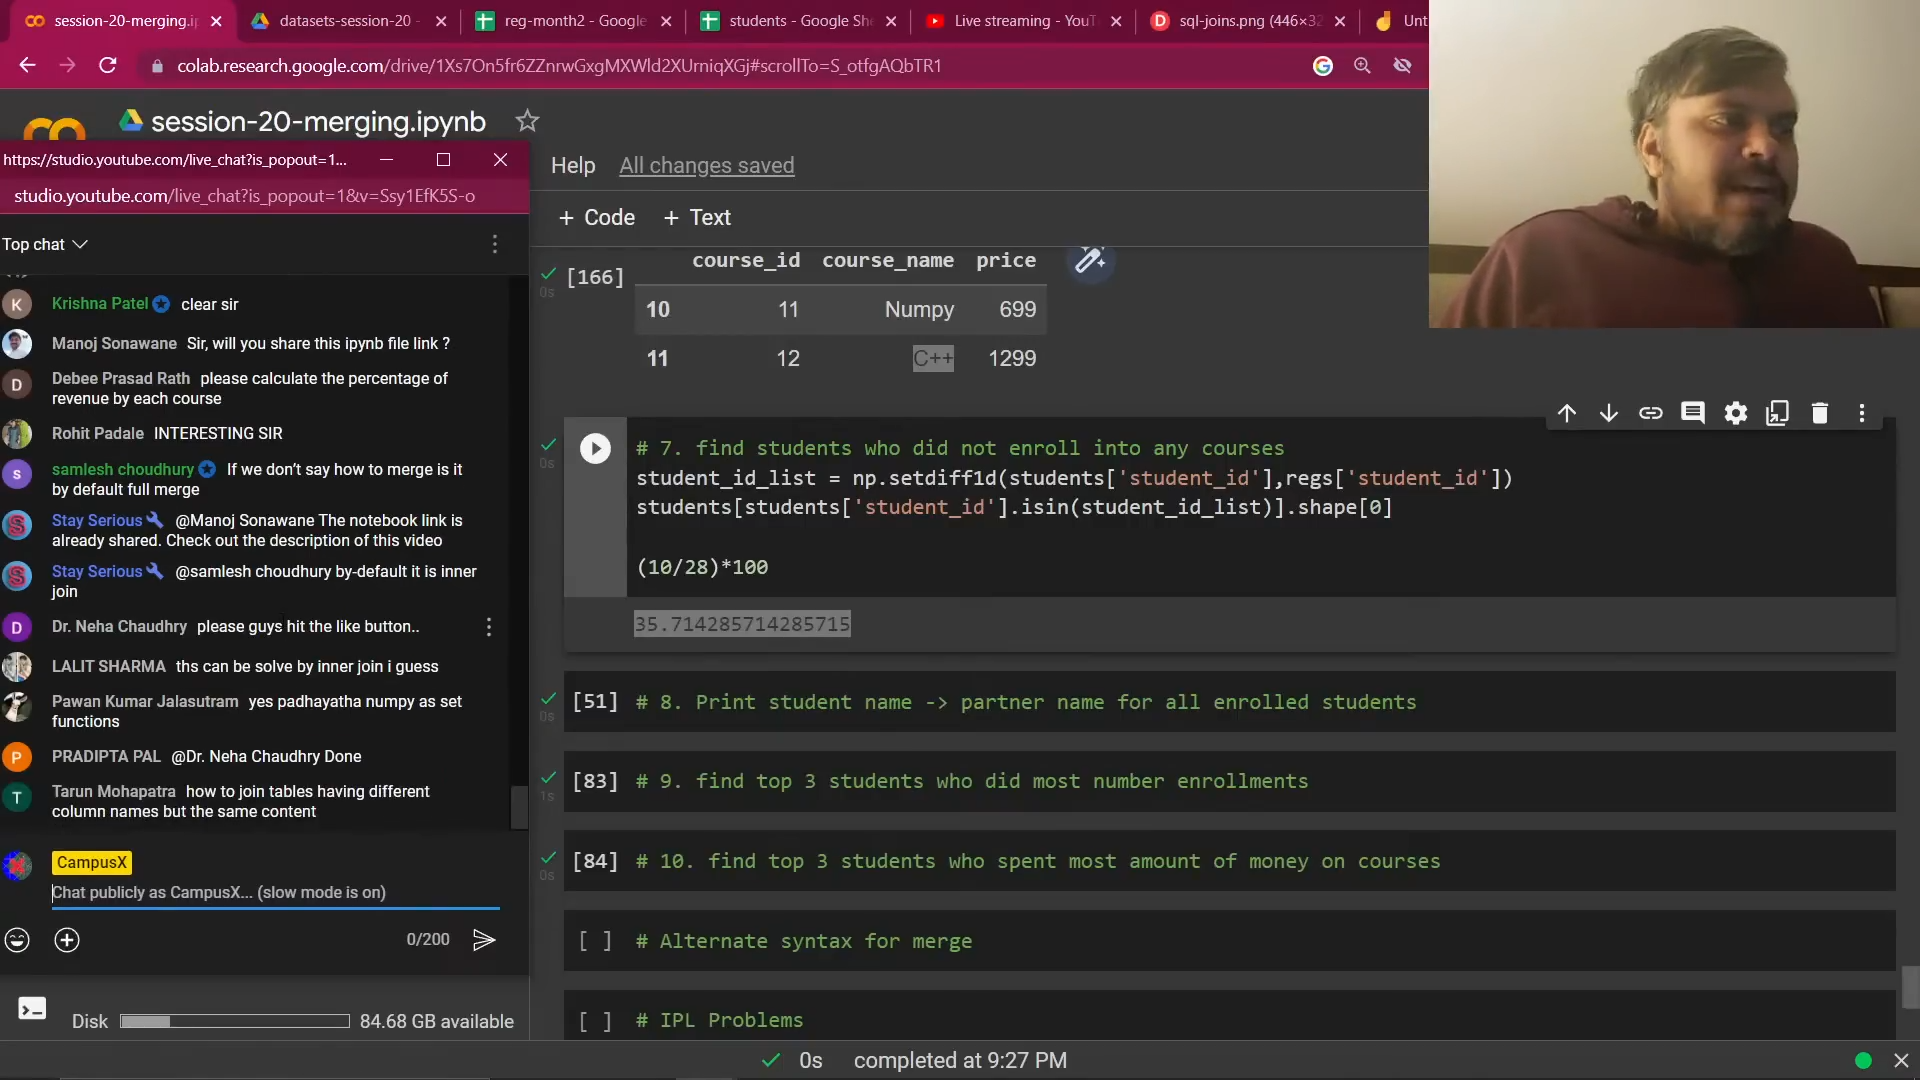 session-20-merging.i
datasets-session-20 -
reg-month2 - Google
students - Google She
Live streaming - YouT
sql-joins.png (446×32
Unt
colab.research.google.com/drive/1Xs7On5fr6ZZnrwGxgMXWld2XUrniqXGj#scrollTo=S_otfgAQbTR1
session-20-merging.ipynb
https://studio.youtube.com/live_chat?is_popout=1...
studio.youtube.com/live_chat?is_popout=1&v=Ssy1EfK5S-o
Help All changes saved
+ Code + Text
Top chat
Krishna Patel clear sir
Manoj Sonawane Sir, will you share this ipynb file link ?
Debee Prasad Rath please calculate the percentage of
revenue by each course
Rohit Padale INTERESTING SIR
samlesh choudhury If we don't say how to merge is it
by default full merge
Stay Serious @Manoj Sonawane The notebook link is
already shared. Check out the description of this video
Stay Serious @samlesh choudhury by-default it is inner
join
Dr. Neha Chaudhry please guys hit the like button..
LALIT SHARMA ths can be solve by inner join i guess
Pawan Kumar Jalasutram yes padhayatha numpy as set
functions
PRADIPTA PAL @Dr. Neha Chaudhry Done
Tarun Mohapatra how to join tables having different
column names but the same content
CampusX
Chat publicly as CampusX... (slow mode is on)
0/200
Disk 84.68 GB available
[166] course_id course_name price
0s
10 11 Numpy 699
11 12 C++ 1299
# 7. find students who did not enroll into any courses
0s
student_id_list = np.setdiff1d(students['student_id'],regs['student_id'])
students[students['student_id'].isin(student_id_list)].shape[0]
(10/28)*100
35.714285714285715
[51] # 8. Print student name -> partner name for all enrolled students
0s
[83] # 9. find top 3 students who did most number enrollments
1s
[84] # 10. find top 3 students who spent most amount of money on courses
0s
[ ] # Alternate syntax for merge
[ ] # IPL Problems
0s completed at 9:27 PM